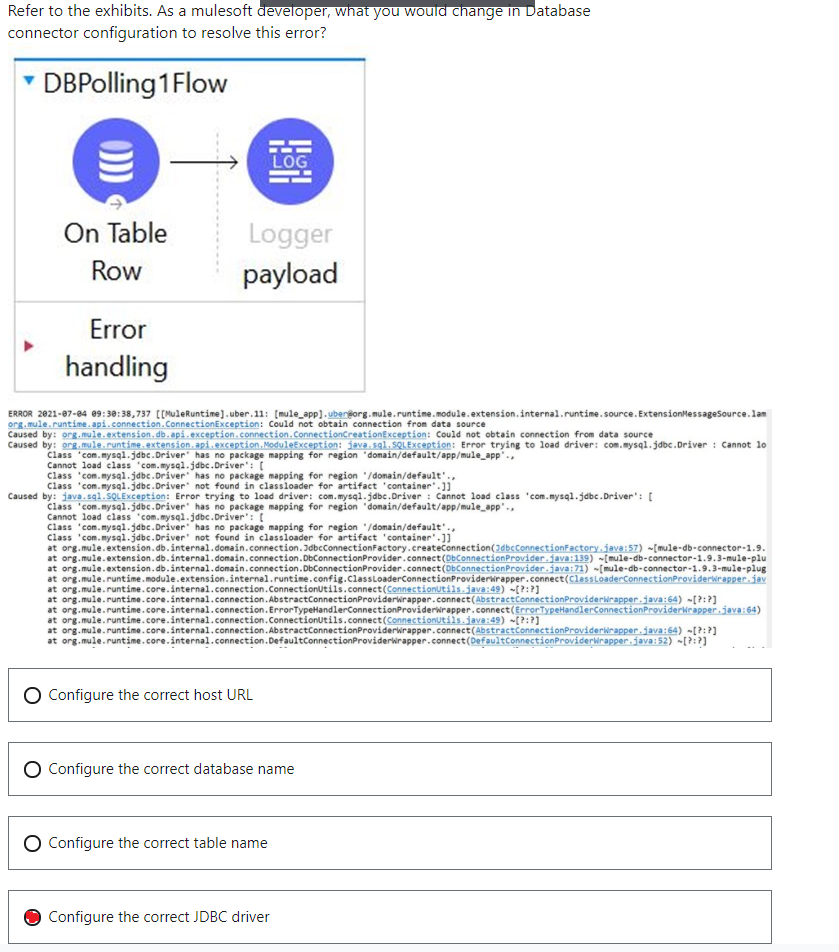 Refer to the exhibits. As a mulesoft developer, what you would change in Database
connector configuration to resolve this error?
DBPolling1Flow
LOG
On Table
Row
Logger
payload
Error
handling
ERROR 2021-07-04 09:30:38,737 [[MuleRuntime].uber.11: [mule_app].uber@org.mule.runtime.module.extension.internal.runtime.source.ExtensionMessageSource.lam
org.mule.runtime.api.connection.ConnectionException: Could not obtain connection from data source
Caused by: org.mule.extension.db.api.exception.connection.ConnectionCreationException: Could not obtain connection from data source
Caused by: org.mule.runtime.extension.api.exception.ModuleException: java.sql.SQLException: Error trying to load driver: com.mysql.jdbc.Driver : Cannot lo
Class 'com.mysql.jdbc.Driver' has no package mapping for region 'domain/default/app/mule_app'.,
Cannot load class 'com.mysql.jdbc.Driver': [
Class 'com.mysql.jdbc.Driver' has no package mapping for region '/domain/default'.,
Class 'com.mysql.jdbc.Driver' not found in classloader for artifact 'container'.]]
Caused by: java.sql.SQLException: Error trying to load driver: com.mysql.jdbc.Driver : Cannot load class 'com.mysql.jdbc.Driver': [
Class 'com.mysql.jdbc.Driver' has no package mapping for region 'domain/default/app/mule_app'.,
Cannot load class 'com.mysql.jdbc.Driver': [
Class 'com.mysql.jdbc.Driver' has no package mapping for region '/domain/default'.,
Class 'com.mysql.jdbc.Driver' not found in classloader for artifact 'container'.]]
at org.mule.extension.db.internal.domain.connection.JdbcConnectionFactory.createConnection(JdbcConnectionFactory.java:57) ~[mule-db-connector-1.9.
at org.mule.extension.db.internal.domain.connection.DbConnectionProvider.connect(DbConnectionProvider.java:139) ~[mule-db-connector-1.9.3-mule-plu
at org.mule.extension.db.internal.domain.connection.DbConnectionProvider.connect(DbConnectionProvider.java:71) ~[mule-db-connector-1.9.3-mule-plug
at org.mule.runtime.module.extension.internal.runtime.config.ClassLoaderConnectionProviderWrapper.connect(ClassLoaderConnectionProviderWrapper.jav
at org.mule.runtime.core.internal.connection.ConnectionUtils.connect(ConnectionUtils.java:49) ~[?:?]
at org.mule.runtime.core.internal.connection.AbstractConnectionProviderWrapper.connect(AbstractConnectionProviderWrapper.java:64) ~[?:?]
at org.mule.runtime.core.internal.connection.ErrorTypeHandlerConnectionProviderWrapper.connect(ErrorTypeHandlerConnectionProviderWrapper.java:64)
at org.mule.runtime.core.internal.connection.ConnectionUtils.connect(ConnectionUtils.java:49) ~[?:?]
at org.mule.runtime.core.internal.connection.AbstractConnectionProviderWrapper.connect(AbstractConnectionProviderWrapper.java:64) ~[?:?]
at org.mule.runtime.core.internal.connection.DefaultConnectionProviderWrapper.connect(DefaultConnectionProviderWrapper.java:52) ~[?:?]
Configure the correct host URL
Configure the correct database name
Configure the correct table name
Configure the correct JDBC driver